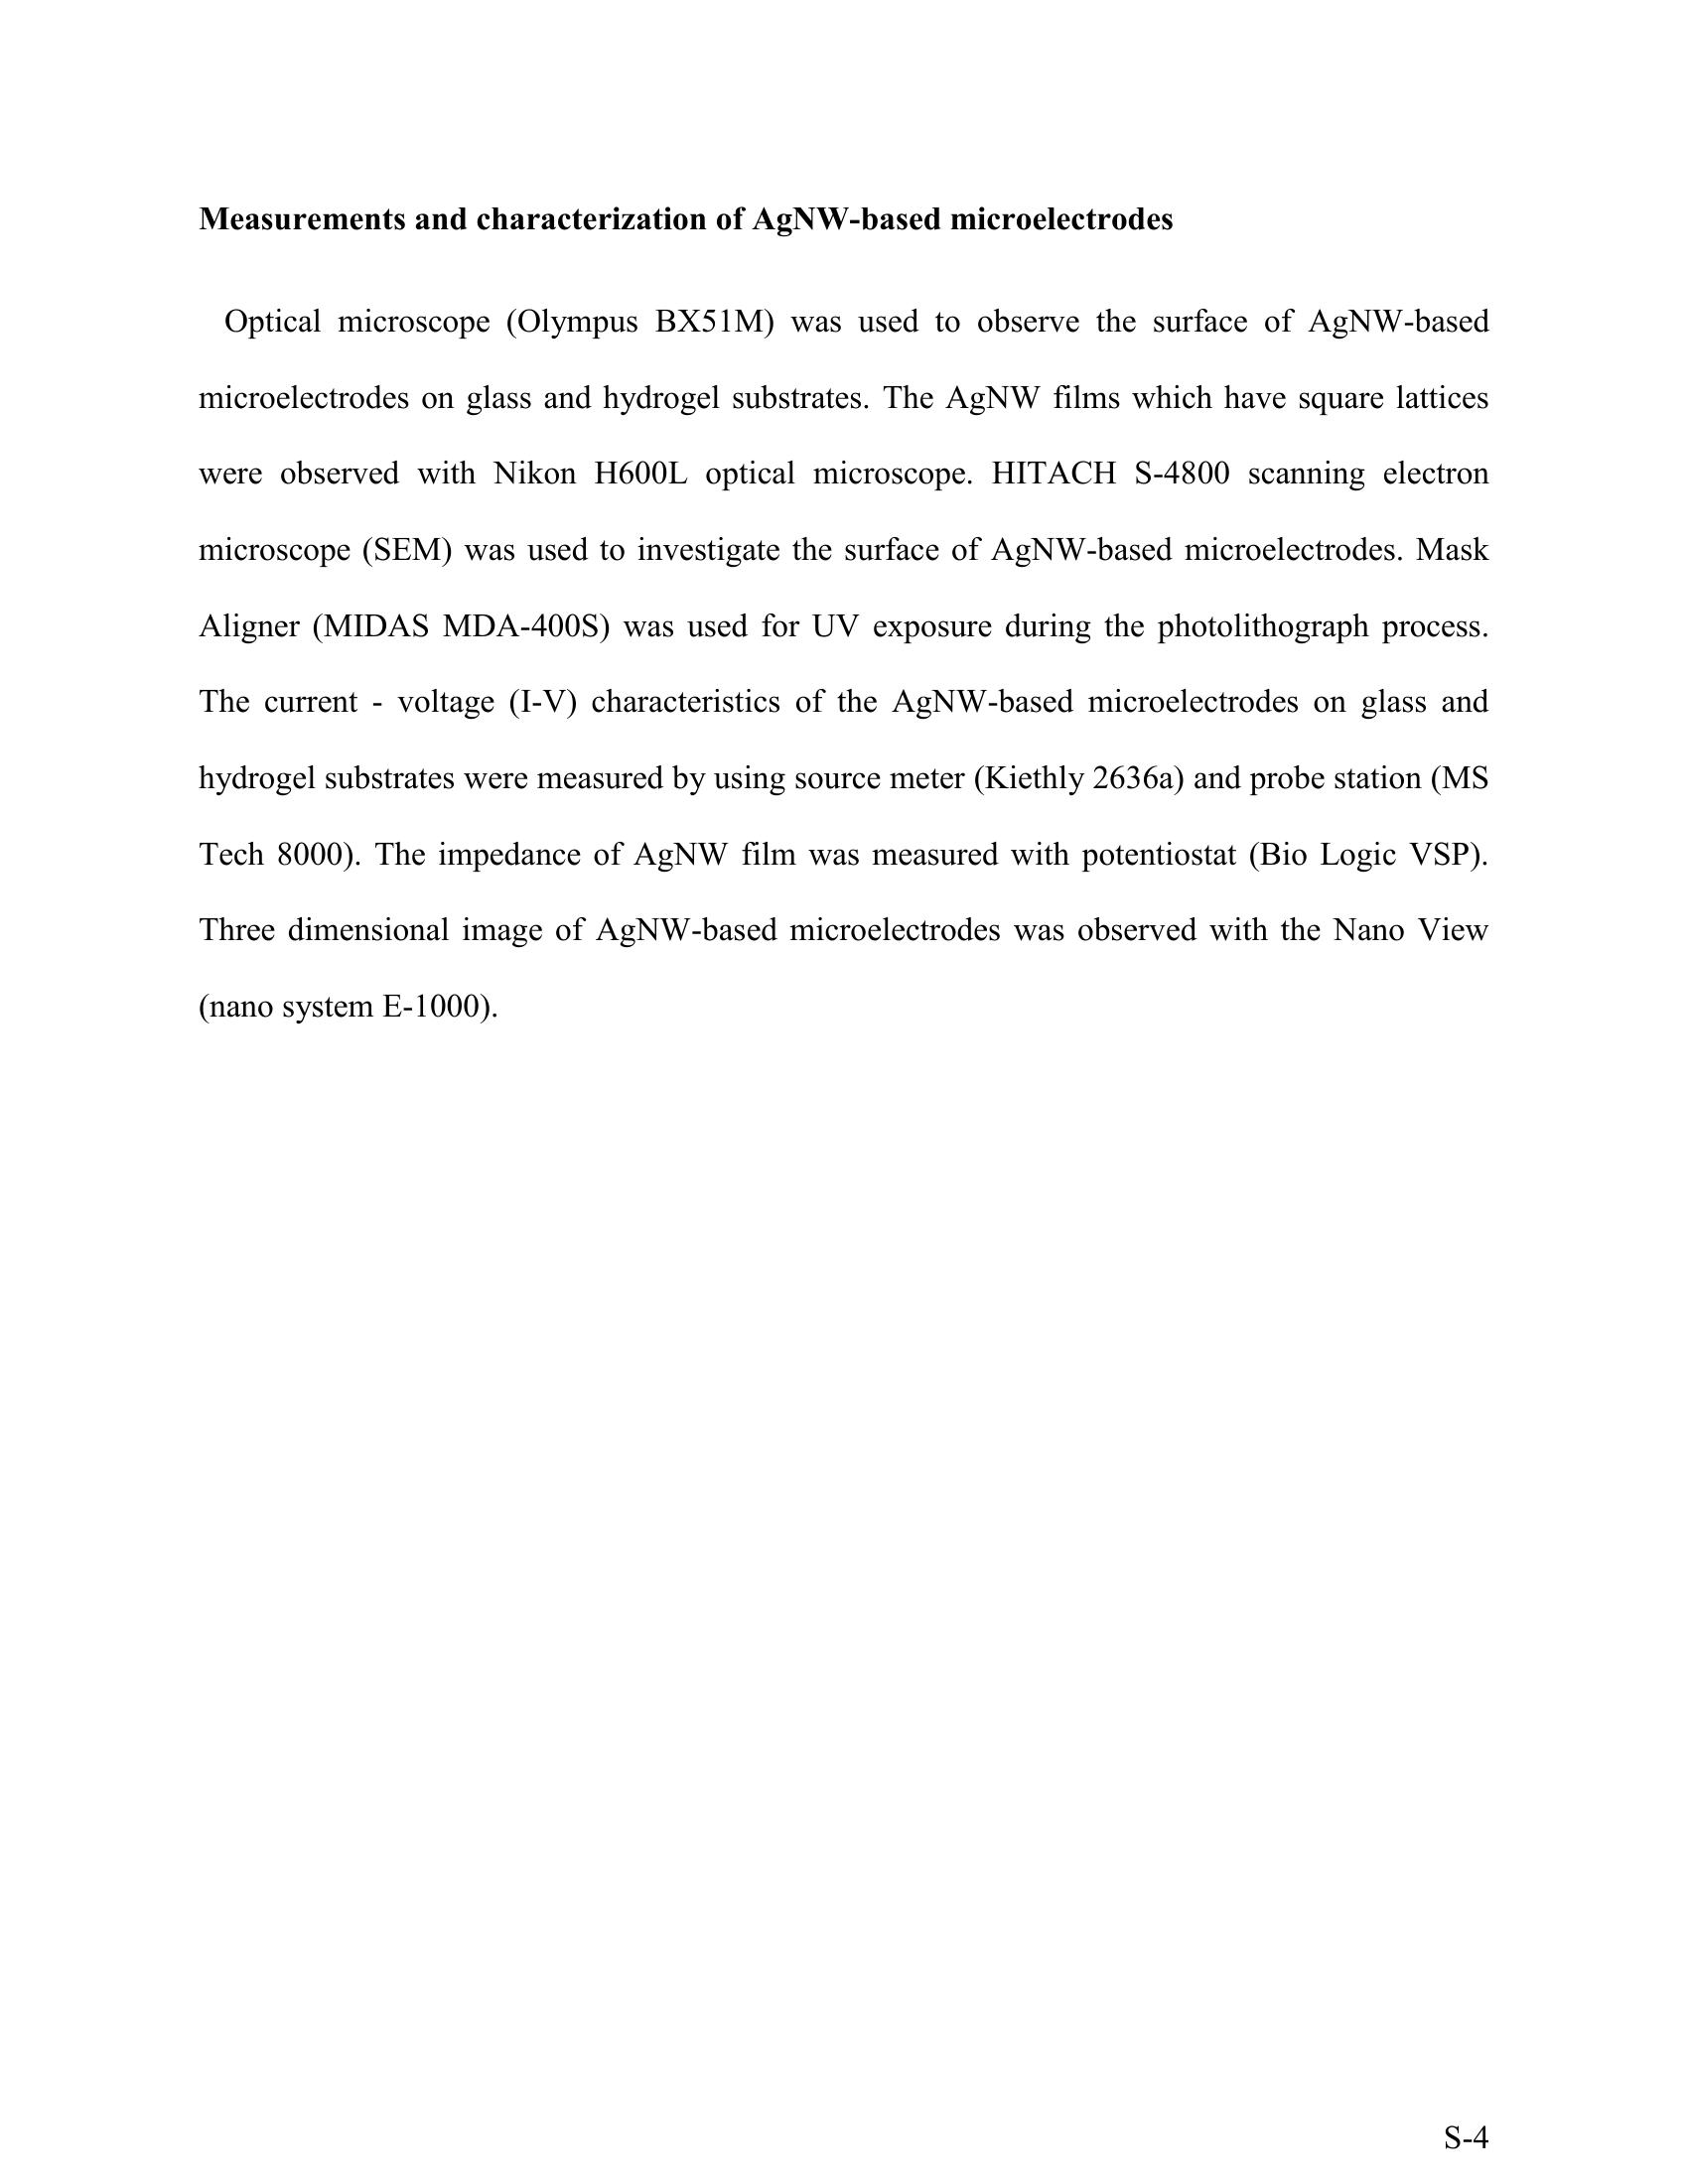 Measurements and characterization of AgNW-based microelectrodes
Optical microscope (Olympus BX51M) was used to observe the surface of AgNW-based
microelectrodes on glass and hydrogel substrates. The AgNW films which have square lattices
were observed with Nikon H600L optical microscope. HITACH S-4800 scanning electron
microscope (SEM) was used to investigate the surface of AgNW-based microelectrodes. Mask
Aligner (MIDAS MDA-400S) was used for UV exposure during the photolithograph process.
The current - voltage (I-V) characteristics of the AgNW-based microelectrodes on glass and
hydrogel substrates were measured by using source meter (Kiethly 2636a) and probe station (MS
Tech 8000). The impedance of AgNW film was measured with potentiostat (Bio Logic VSP).
Three dimensional image of AgNW-based microelectrodes was observed with the Nano View
(nano system E-1000).
S-4